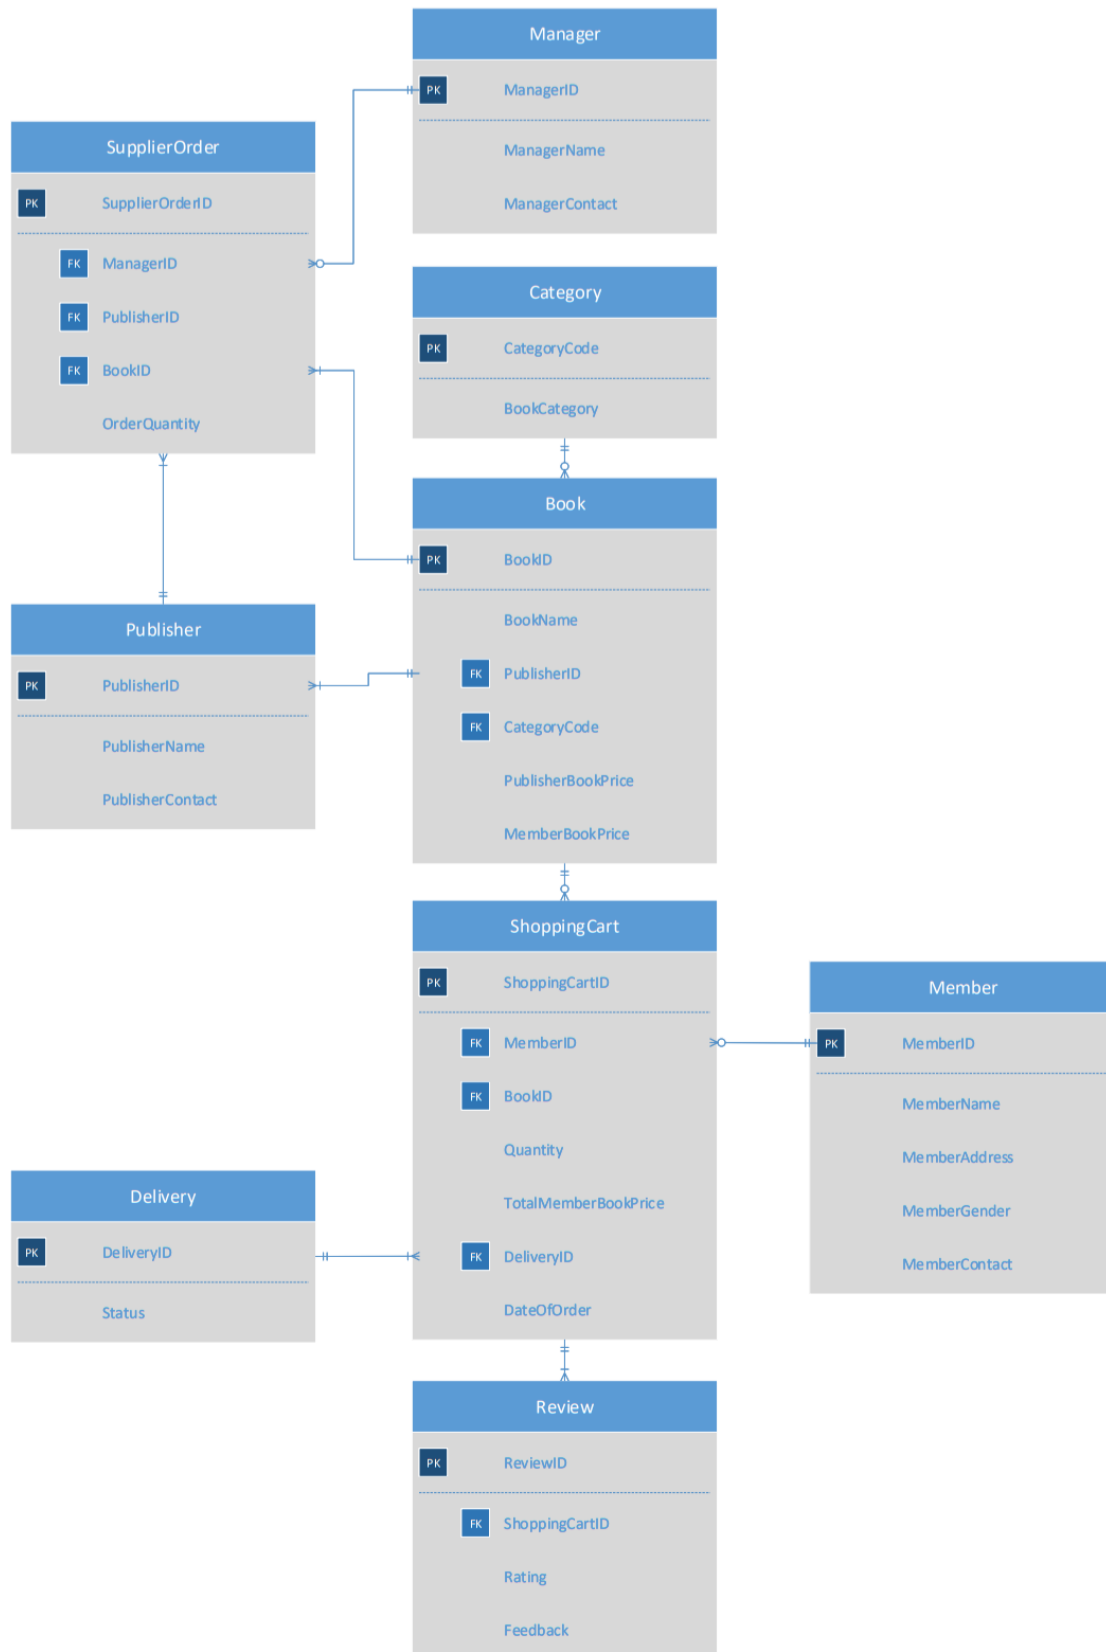 Manager
PK ManagerID
ManagerName
ManagerContact
SupplierOrder
PK SupplierOrderID
FK ManagerID
FK PublisherID
FK BookID
OrderQuantity
Category
PK CategoryCode
BookCategory
Book
PK BookID
BookName
FK PublisherID
FK CategoryCode
PublisherBookPrice
MemberBookPrice
Publisher
PK PublisherID
PublisherName
PublisherContact
ShoppingCart
PK ShoppingCartID
FK MemberID
FK BookID
Quantity
TotalMemberBookPrice
FK DeliveryID
DateOfOrder
Member
PK MemberID
MemberName
MemberAddress
MemberGender
MemberContact
Delivery
PK DeliveryID
Status
Review
PK ReviewID
FK ShoppingCartID
Rating
Feedback